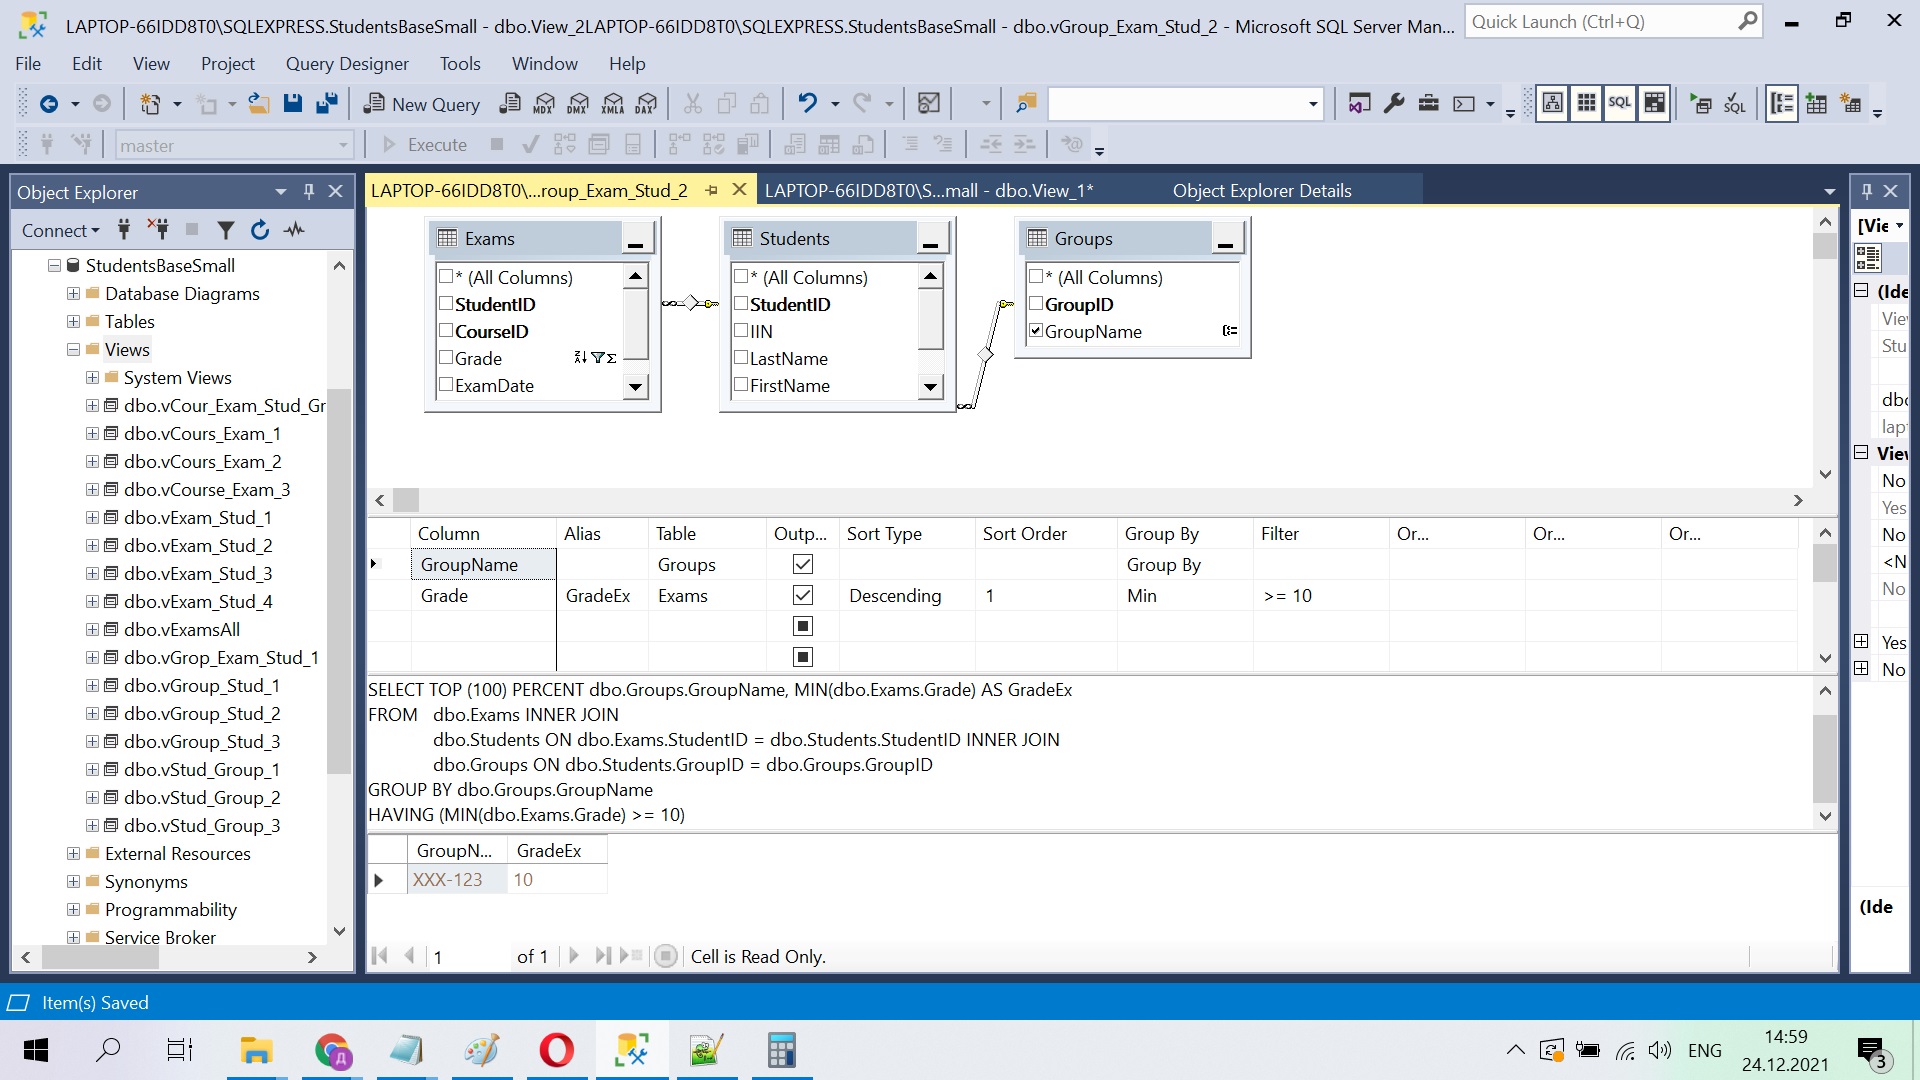 LAPTOP-66IDD8T0\SQLEXPRESS.StudentsBaseSmall - dbo.View_2LAPTOP-66IDD8T0\SQLEXPRESS.StudentsBaseSmall - dbo.vGroup_Exam_Stud_2 - Microsoft SQL Server Man...
Quick Launch (Ctrl+Q)
File Edit View Project Query Designer Tools Window Help
New Query MDX DMX XMLA DAX SQL SQL
master Execute
Object Explorer
Connect
StudentsBaseSmall
Database Diagrams
Tables
Views
System Views
dbo.vCour_Exam_Stud_Gr
dbo.vCours_Exam_1
dbo.vCours_Exam_2
dbo.vCourse_Exam_3
dbo.vExam_Stud_1
dbo.vExam_Stud_2
dbo.vExam_Stud_3
dbo.vExam_Stud_4
dbo.vExamsAll
dbo.vGrop_Exam_Stud_1
dbo.vGroup_Stud_1
dbo.vGroup_Stud_2
dbo.vGroup_Stud_3
dbo.vStud_Group_1
dbo.vStud_Group_2
dbo.vStud_Group_3
External Resources
Synonyms
Programmability
Service Broker
LAPTOP-66IDD8T0\...roup_Exam_Stud_2
LAPTOP-66IDD8T0\S...mall - dbo.View_1*
Object Explorer Details
Exams
* (All Columns)
StudentID
CourseID
Grade
ExamDate
Students
* (All Columns)
StudentID
IIN
LastName
FirstName
Groups
* (All Columns)
GroupID
GroupName
Column Alias Table Outp... Sort Type Sort Order Group By Filter Or... Or... Or...
GroupName Groups Group By
Grade GradeEx Exams Descending 1 Min >= 10
SELECT TOP (100) PERCENT dbo.Groups.GroupName, MIN(dbo.Exams.Grade) AS GradeEx
FROM dbo.Exams INNER JOIN
dbo.Students ON dbo.Exams.StudentID = dbo.Students.StudentID INNER JOIN
dbo.Groups ON dbo.Students.GroupID = dbo.Groups.GroupID
GROUP BY dbo.Groups.GroupName
HAVING (MIN(dbo.Exams.Grade) >= 10)
GroupN... GradeEx
XXX-123 10
1 of 1 Cell is Read Only.
[Vie
(Ide
Vie
Stu
dbo
lap
View
No
Yes
No
<N
No
Yes
No
(Ide
Item(s) Saved
ENG
14:59
24.12.2021
3